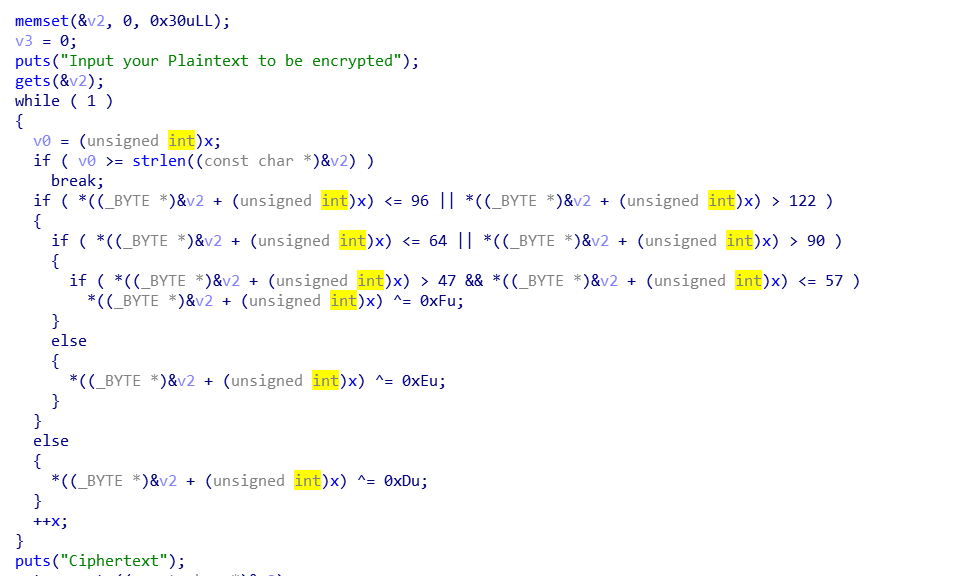 memset(&v2, 0, 0x30uLL);
v3 = 0;
puts("Input your Plaintext to be encrypted");
gets(&v2);
while ( 1 )
{
v0 = (unsigned int)x;
if ( v0 >= strlen((const char *)&v2) )
break;
if ( *((_BYTE *)&v2 + (unsigned int)x) <= 96 || *((_BYTE *)&v2 + (unsigned int)x) > 122 )
{
if ( *((_BYTE *)&v2 + (unsigned int)x) <= 64 || *((_BYTE *)&v2 + (unsigned int)x) > 90 )
{
if ( *((_BYTE *)&v2 + (unsigned int)x) > 47 && *((_BYTE *)&v2 + (unsigned int)x) <= 57 )
*((_BYTE *)&v2 + (unsigned int)x) ^= 0xFu;
}
else
{
*((_BYTE *)&v2 + (unsigned int)x) ^= 0xEu;
}
}
else
{
*((_BYTE *)&v2 + (unsigned int)x) ^= 0xDu;
}
++x;
}
puts("Ciphertext");